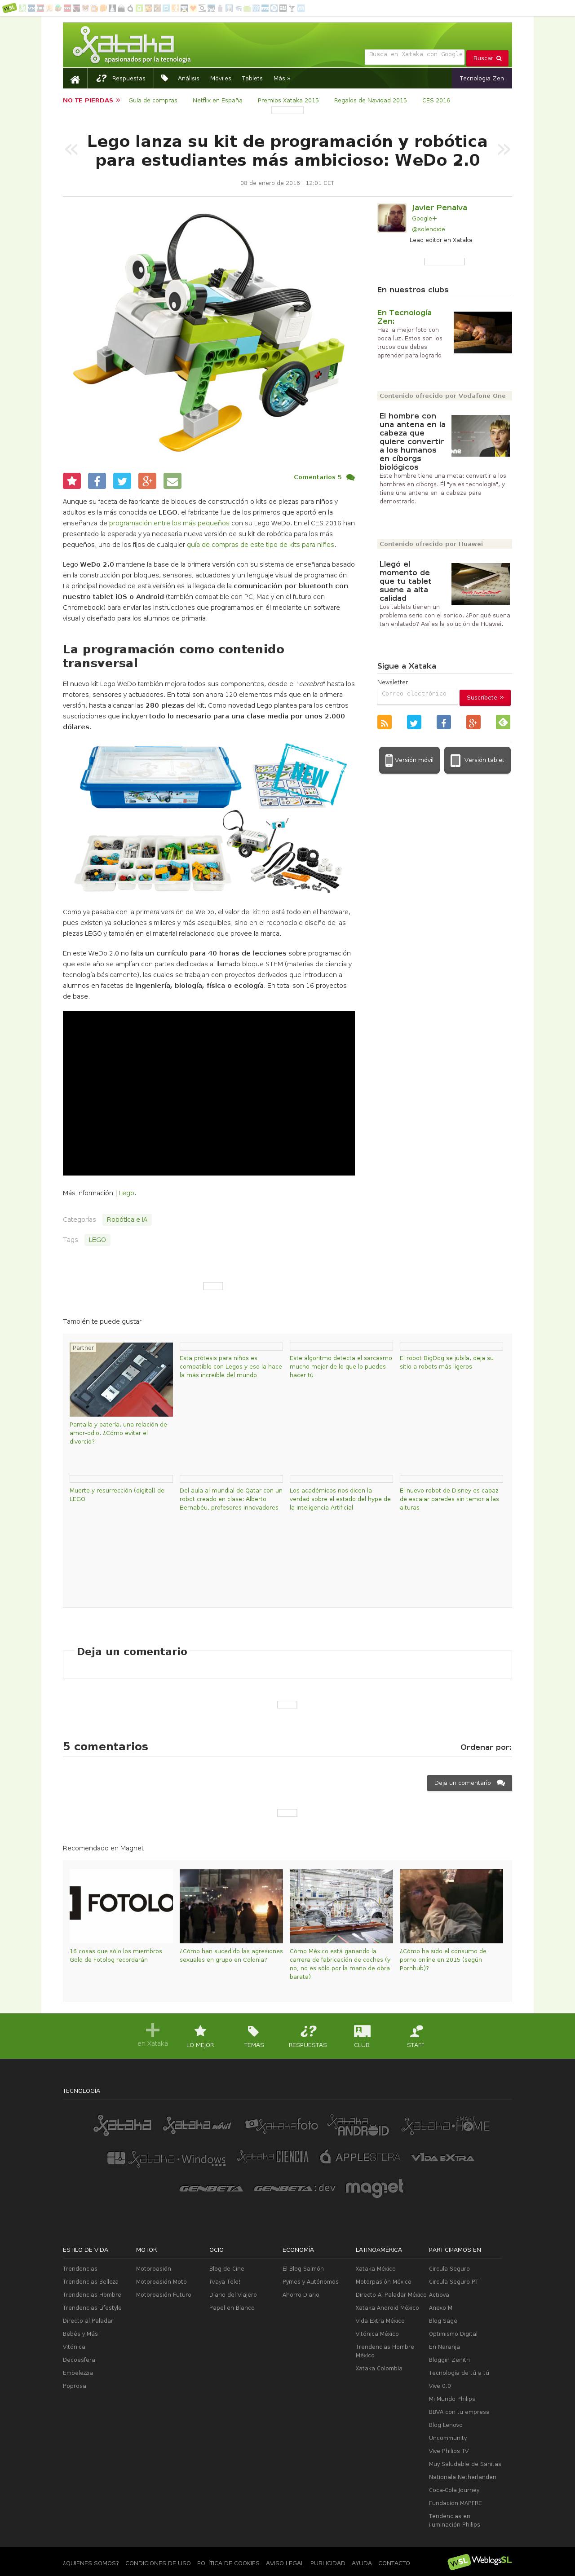 Xataka
apasionados por la tecnología
Busca en Xataka con Google
Buscar
Respuestas
Análisis
Móviles
Tablets
Más »
Tecnología Zen
NO TE PIERDAS »
Guía de compras
Netflix en España
Premios Xataka 2015
Regalos de Navidad 2015
CES 2016
« Lego lanza su kit de programación y robótica »
para estudiantes más ambicioso: WeDo 2.0
08 de enero de 2016 | 12:01 CET
Javier Penalva
Google+
@solenoide
Lead editor en Xataka
En nuestros clubs
En Tecnología
Zen:
Haz la mejor foto con
poca luz. Estos son los
trucos que debes
aprender para lograrlo
Contenido ofrecido por Vodafone One
El hombre con
una antena en la
cabeza que
quiere convertir
a los humanos
en cíborgs
biológicos
Este hombre tiene una meta: convertir a los
hombres en cíborgs. Él "ya es tecnología", y
tiene una antena en la cabeza para
demostrarlo.
Contenido ofrecido por Huawei
Llegó el
momento de
que tu tablet
suene a alta
calidad
Los tablets tienen un
problema serio con el sonido. ¿Por qué suena
tan enlatado? Así es la solución de Huawei.
Sigue a Xataka
Newsletter:
Correo electrónico
Suscríbete »
Versión móvil
Versión tablet
Comentarios 5
Aunque su faceta de fabricante de bloques de construcción o kits de piezas para niños y
adultos es la más conocida de LEGO, el fabricante fue de los primeros que apostó en la
enseñanza de programación entre los más pequeños con su Lego WeDo. En el CES 2016 han
presentado la esperada y ya necesaria nueva versión de su kit de robótica para los más
pequeños, uno de los fijos de cualquier guía de compras de este tipo de kits para niños.
Lego WeDo 2.0 mantiene la base de la primera versión con su sistema de enseñanza basado
en la construcción por bloques, sensores, actuadores y un lenguaje visual de programación.
La principal novedad de esta versión es la llegada de la comunicación por bluetooth con
nuestro tablet iOS o Android (también compatible con PC, Mac y en el futuro con
Chromebook) para enviar las instrucciones que programamos en él mediante un software
visual y diseñado para los alumnos de primaria.
La programación como contenido
transversal
El nuevo kit Lego WeDo también mejora todos sus componentes, desde el "cerebro" hasta los
motores, sensores y actuadores. En total son ahora 120 elementos más que en la primera
versión, hasta alcanzar las 280 piezas del kit. Como novedad Lego plantea para los centros
suscripciones que incluyen todo lo necesario para una clase media por unos 2.000
dólares.
NEW
Como ya pasaba con la primera versión de WeDo, el valor del kit no está todo en el hardware,
pues existen ya soluciones similares y más asequibles, sino en el reconocible diseño de las
piezas LEGO y también en el material relacionado que provee la marca.
En este WeDo 2.0 no falta un currículo para 40 horas de lecciones sobre programación
que este año se amplía con partes dedicadas al llamado bloque STEM (materias de ciencia y
tecnología básicamente), las cuales se trabajan con proyectos derivados que introducen al
alumnos en facetas de ingeniería, biología, física o ecología. En total son 16 proyectos
de base.
Más información | Lego.
Categorías Robótica e IA
Tags LEGO
También te puede gustar
Partner
Pantalla y batería, una relación de
amor-odio. ¿Cómo evitar el
divorcio?
Esta prótesis para niños es
compatible con Legos y eso la hace
la más increíble del mundo
Este algoritmo detecta el sarcasmo
mucho mejor de lo que lo puedes
hacer tú
El robot BigDog se jubila, deja su
sitio a robots más ligeros
Muerte y resurrección (digital) de
LEGO
Del aula al mundial de Qatar con un
robot creado en clase: Alberto
Bernabéu, profesores innovadores
Los académicos nos dicen la
verdad sobre el estado del hype de
la Inteligencia Artificial
El nuevo robot de Disney es capaz
de escalar paredes sin temor a las
alturas
Deja un comentario
5 comentarios
Ordenar por:
Deja un comentario
Recomendado en Magnet
FOTOLO
16 cosas que sólo los miembros
Gold de Fotolog recordarán
¿Cómo han sucedido las agresiones
sexuales en grupo en Colonia?
Cómo México está ganando la
carrera de fabricación de coches (y
no, no es sólo por la mano de obra
barata)
¿Cómo ha sido el consumo de
porno online en 2015 (según
Pornhub)?
en Xataka
LO MEJOR
TEMAS
RESPUESTAS
CLUB
STAFF
TECNOLOGÍA
Xataka
Xataka móvil
Xatakafoto
Xataka ANDROID
Xataka SMART HOME
Xataka Windows
Xataka CIENCIA
APPLESFERA
VIDA EXTRA
GENBETA
GENBETA:dev
magnet
ESTILO DE VIDA
Trendencias
Trendencias Belleza
Trendencias Hombre
Trendencias Lifestyle
Directo al Paladar
Bebés y Más
Vitónica
Decoesfera
Embelezzia
Poprosa
MOTOR
Motorpasión
Motorpasión Moto
Motorpasión Futuro
OCIO
Blog de Cine
¡Vaya Tele!
Diario del Viajero
Papel en Blanco
ECONOMÍA
El Blog Salmón
Pymes y Autónomos
Ahorro Diario
LATINOAMÉRICA
Xataka México
Motorpasión México
Directo Al Paladar México
Xataka Android México
Vida Extra México
Vitónica México
Trendencias Hombre
México
Xataka Colombia
PARTICIPAMOS EN
Circula Seguro
Circula Seguro PT
Actibva
Anexo M
Blog Sage
Optimismo Digital
En Naranja
Bloggin Zenith
Tecnología de tú a tú
Vive 0,0
Mi Mundo Philips
BBVA con tu empresa
Blog Lenovo
Uncommunity
Vive Philips TV
Muy Saludable de Sanitas
Nationale Netherlanden
Coca-Cola Journey
Fundacion MAPFRE
Tendencias en
iluminación Philips
¿QUIENES SOMOS?
CONDICIONES DE USO
POLÍTICA DE COOKIES
AVISO LEGAL
PUBLICIDAD
AYUDA
CONTACTO
WSL WeblogsSL